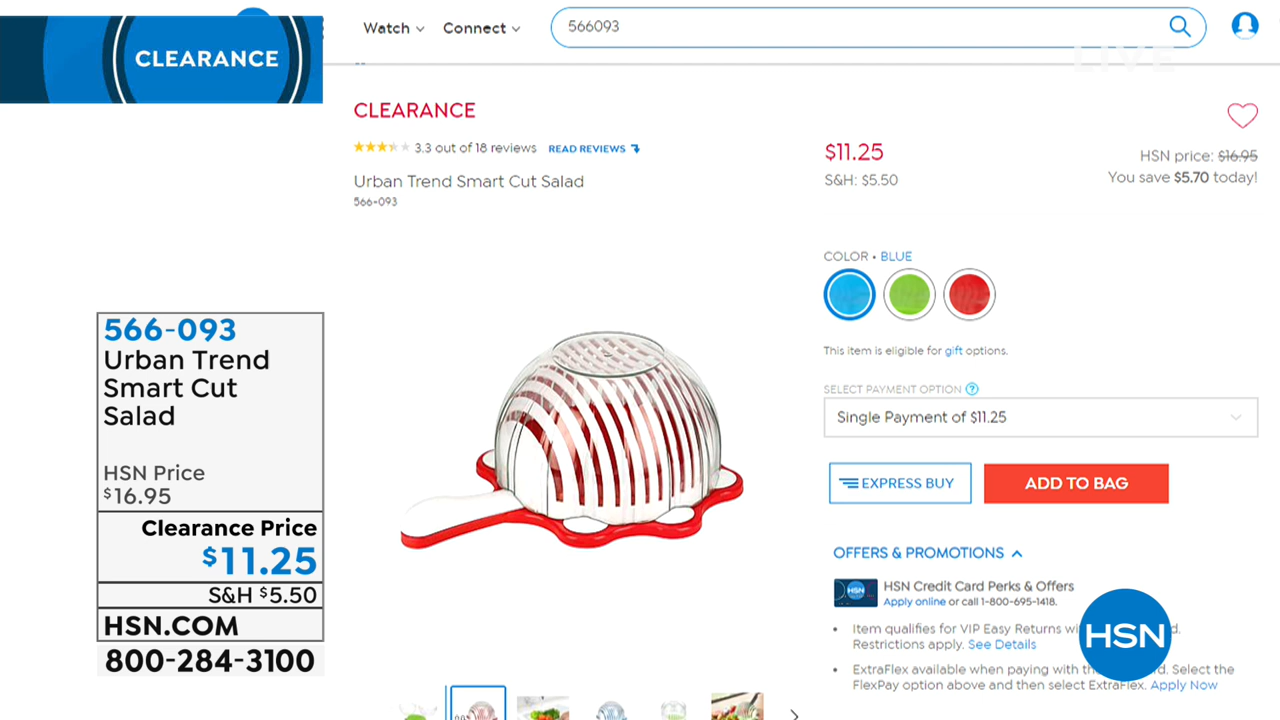 CLEARANCE
Watch
Connect
566093
LIVE
CLEARANCE
3.3 out of 18 reviews
READ REVIEWS
Urban Trend Smart Cut Salad
566-093
$11.25
S&H: $5.50
HSN price: $16.95
You save $5.70 today!
COLOR • BLUE
This item is eligible for gift options.
SELECT PAYMENT OPTION ?
Single Payment of $11.25
EXPRESS BUY
ADD TO BAG
OFFERS & PROMOTIONS
HSN
HSN Credit Card Perks & Offers
Apply online or call 1-800-695-1418.
• Item qualifies for VIP Easy Returns
Restrictions apply. See Details
• ExtraFlex available when paying with Select the
FlexPay option above and then select ExtraFlex. Apply Now
HSN
566-093
Urban Trend
Smart Cut
Salad
HSN Price
$16.95
Clearance Price
$11.25
S&H $5.50
HSN.COM
800-284-3100